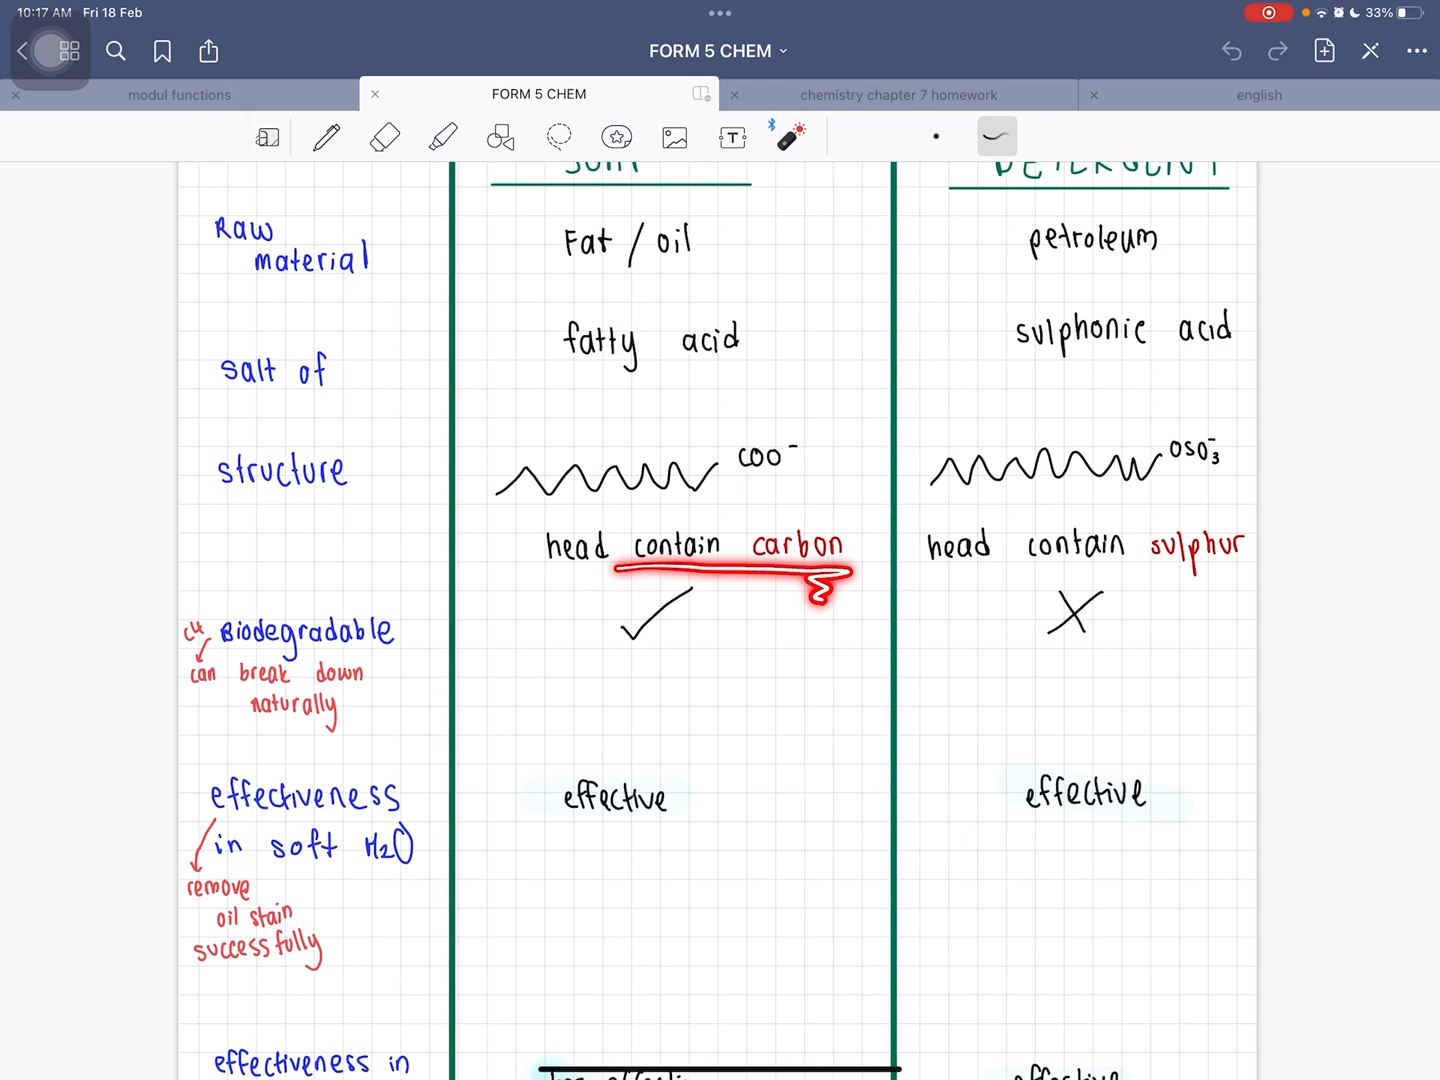 10:17 AM Fri 18 Feb
33%
FORM 5 CHEM
modul functions
FORM 5 CHEM
chemistry chapter 7 homework
english
DETERGENT
Raw
material
Fat / oil
petroleum
salt of
fatty acid
sulphonic acid
structure
COO⁻
OSO₃⁻
head contain carbon
head contain sulphur
Biodegradable
can break down
naturally
effectiveness
in soft H2O
effective
effective
remove
oil stain
successfully
effectiveness in
effective